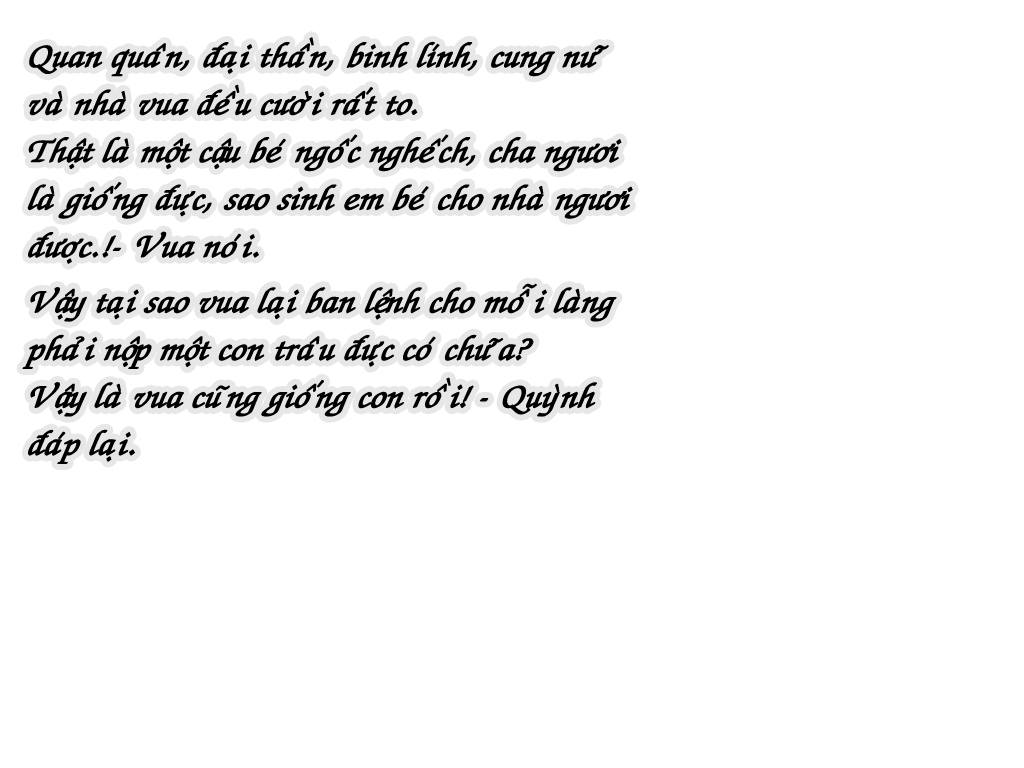 Quan quân, đại thần, binh lính, cung nữ
và nhà vua đều cười rất to.
Thật là một cậu bé ngốc nghếch, cha ngươi
là giống đực, sao sinh em bé cho nhà ngươi
được.!- Vua nói.
Vậy tại sao vua lại ban lệnh cho mỗi làng
phải nộp một con trâu đực có chữa?
Vậy là vua cũng giống con rồi! - Quỳnh
đáp lại.